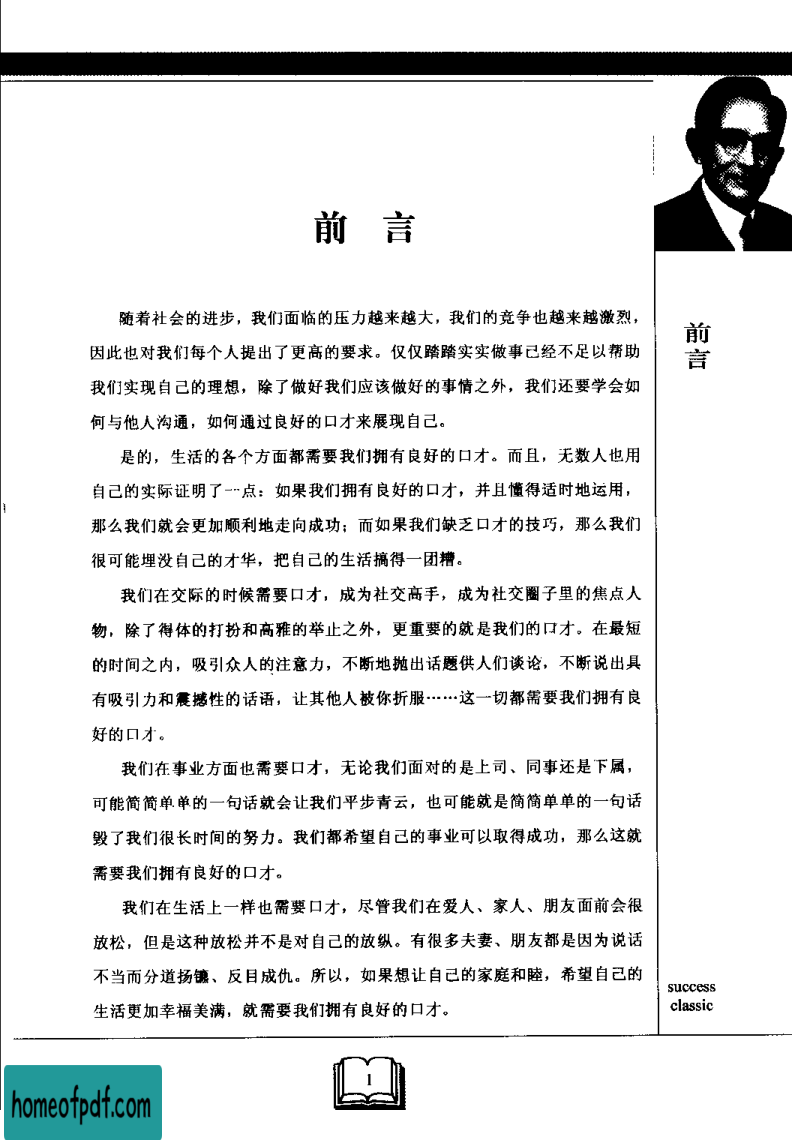 前言
随着社会的进步，我们面临的压力越来越大，我们的竞争也越来越激烈，
因此也对我们每个人提出了更高的要求。仅仅踏踏实实做事已经不足以帮助
我们实现自己的理想，除了做好我们应该做好的事情之外，我们还要学会如
何与他人沟通，如何通过良好的口才来展现自己。
是的，生活的各个方面都需要我们拥有良好的口才。而且，无数人也用
自己的实际证明了一点：如果我们拥有良好的口才，并且懂得适时地运用，
那么我们就会更加顺利地走向成功；而如果我们缺乏口才的技巧，那么我们
很可能埋没自己的才华，把自己的生活搞得一团糟。
我们在交际的时候需要口才，成为社交高手，成为社交圈子里的焦点人
物，除了得体的打扮和高雅的举止之外，更重要的就是我们的口才。在最短
的时间之内，吸引众人的注意力，不断地抛出话题供人们谈论，不断说出具
有吸引力和震撼性的话语，让其他人被你折服……这一切都需要我们拥有良
好的口才。
我们在事业方面也需要口才，无论我们面对的是上司、同事还是下属，
可能简简单单的一句话就会让我们平步青云，也可能就是简简单单的一句话
毁了我们很长时间的努力。我们都希望自己的事业可以取得成功，那么这就
需要我们拥有良好的口才。
我们在生活上一样也需要口才，尽管我们在爱人、家人、朋友面前会很
放松，但是这种放松并不是对自己的放纵。有很多夫妻、朋友都是因为说话
不当而分道扬镳、反目成仇。所以，如果想让自己的家庭和睦，希望自己的
生活更加幸福美满，就需要我们拥有良好的口才。
前言
success
classic
1
homeofpdf.com